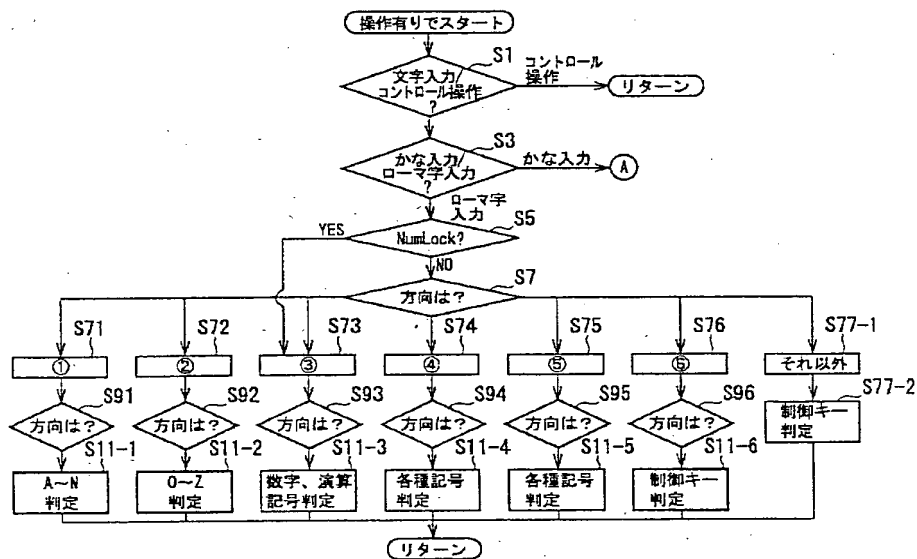 操作有りでスタート
S1
文字入力/
コントロール操作
?
コントロール
操作
リターン
S3
かな入力/
ローマ字入力
?
かな入力
A
ローマ字
入力
S5
YES
NumLock?
NO
S7
方向は?
S71
S72
S73
S74
S75
S76
S77-1
①
②
③
④
⑤
⑥
それ以外
S91
S92
S93
S94
S95
S96
S77-2
方向は?
方向は?
方向は?
方向は?
方向は?
方向は?
制御キー
判定
S11-1
S11-2
S11-3
S11-4
S11-5
S11-6
A〜N
判定
O〜Z
判定
数字、演算
記号判定
各種記号
判定
各種記号
判定
制御キー
判定
リターン